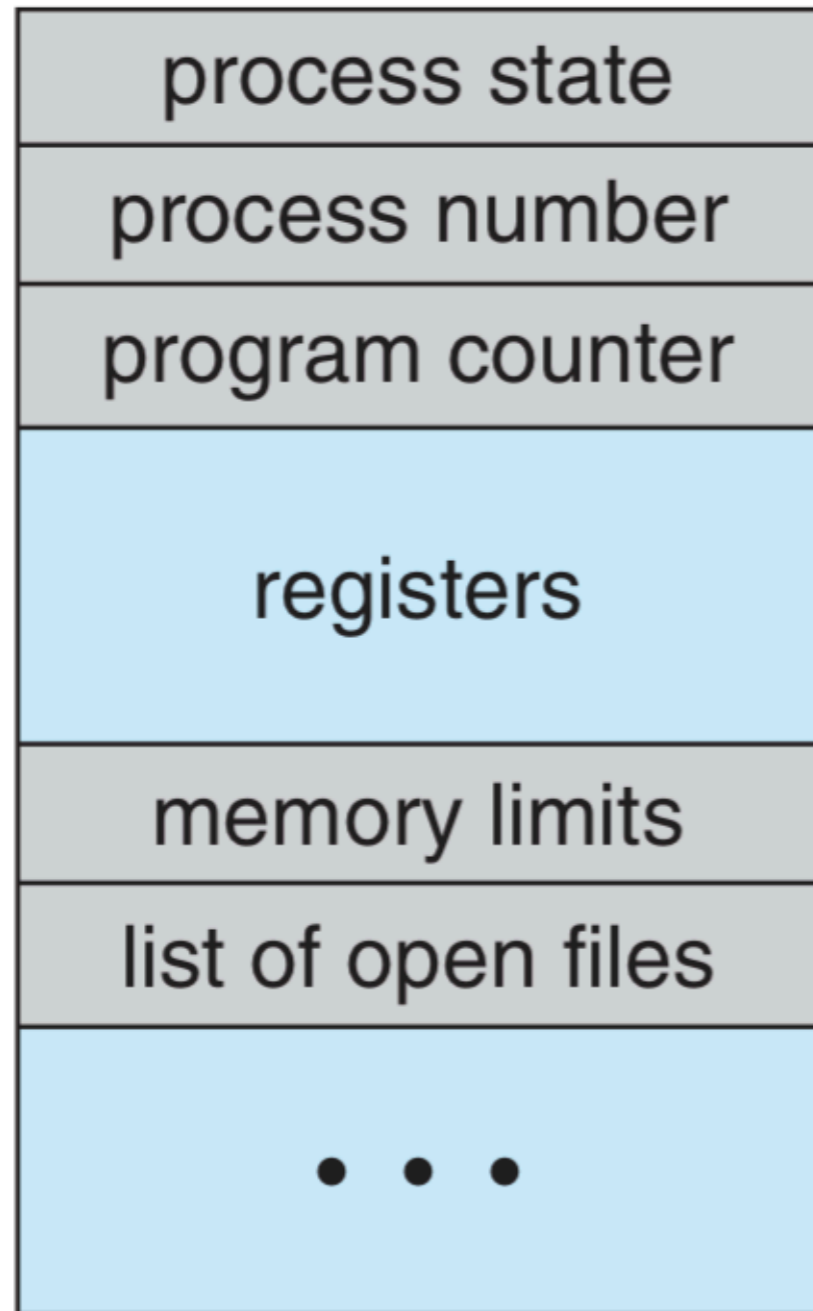 process state
process number
program counter
registers
memory limits
list of open files
• • •